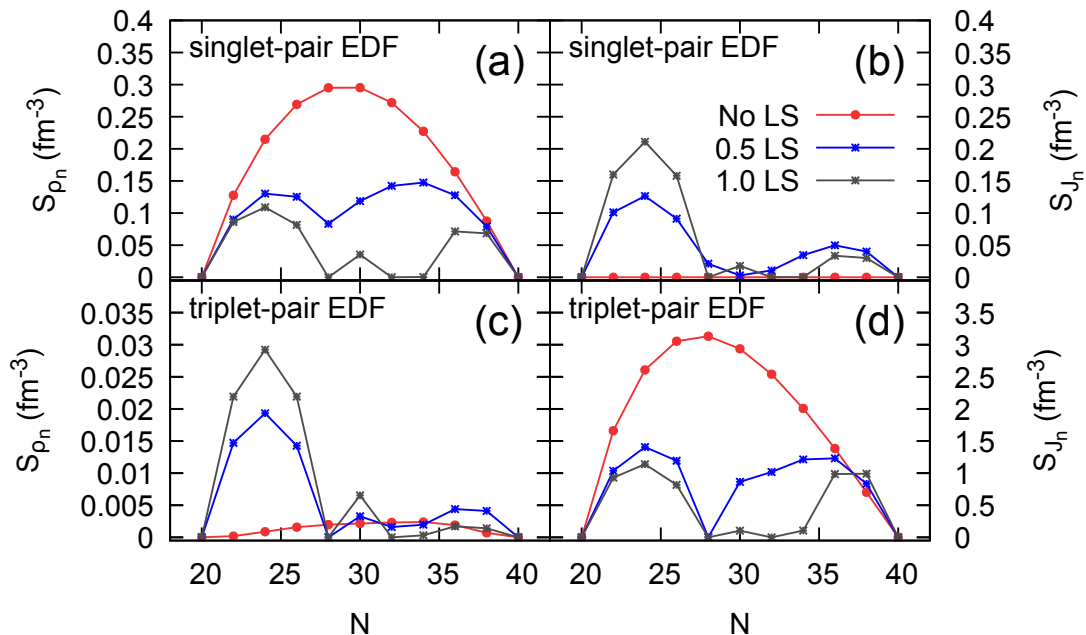 singlet-pair EDF (a)
0.4
0.35
0.3
0.25
0.2
0.15
0.1
0.05
0
Sρn (fm-3)
singlet-pair EDF (b)
No LS
0.5 LS
1.0 LS
0.4
0.35
0.3
0.25
0.2
0.15
0.1
0.05
0
SJn (fm-3)
triplet-pair EDF (c)
0.035
0.03
0.025
0.02
0.015
0.01
0.005
0
Sρn (fm-3)
20 25 30 35 40
N
triplet-pair EDF (d)
3.5
3
2.5
2
1.5
1
0.5
0
SJn (fm-3)
20 25 30 35 40
N